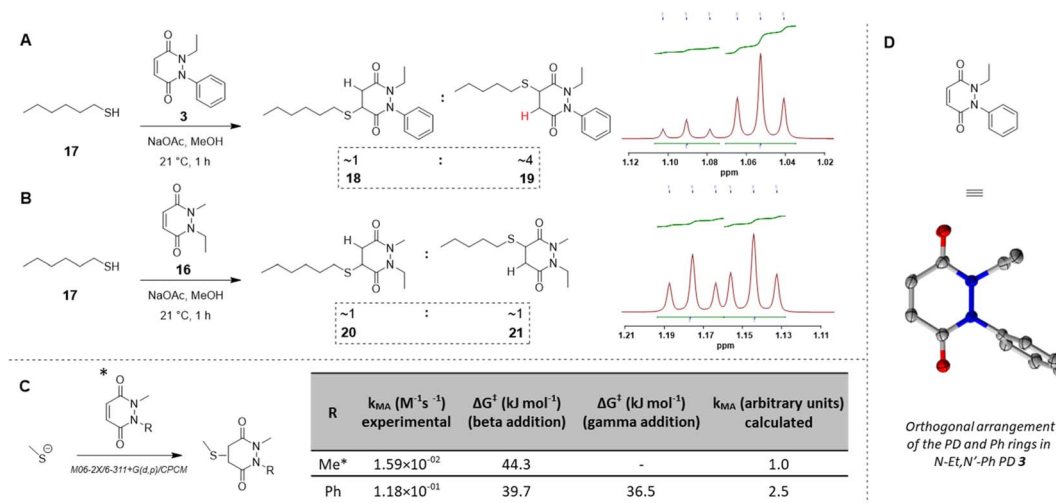 A
O
N
N
O
3
SH
17
NaOAc, MeOH
21 °C, 1 h
H
O
S
N
N
O
:
S
O
N
N
H
O
~1 : ~4
18 19
1.12 1.10 1.08 1.06 1.04 1.02
ppm
B
O
N
N
O
16
SH
17
NaOAc, MeOH
21 °C, 1 h
H
O
S
N
N
O
:
S
O
N
N
H
O
~1 : ~1
20 21
1.21 1.19 1.17 1.15 1.13 1.11
ppm
C
*
O
N
N
R
O
S
⊖
M06-2X/6-311+G(d,p)/CPCM
S
O
N
N
R
O
R kMA (M-1s -1) experimental ΔG‡ (kJ mol-1) (beta addition) ΔG‡ (kJ mol-1) (gamma addition) kMA (arbitrary units) calculated
Me* 1.59×10-02 44.3 - 1.0
Ph 1.18×10-01 39.7 36.5 2.5
D
O
N
N
O
Orthogonal arrangement
of the PD and Ph rings in
N-Et,N′-Ph PD 3